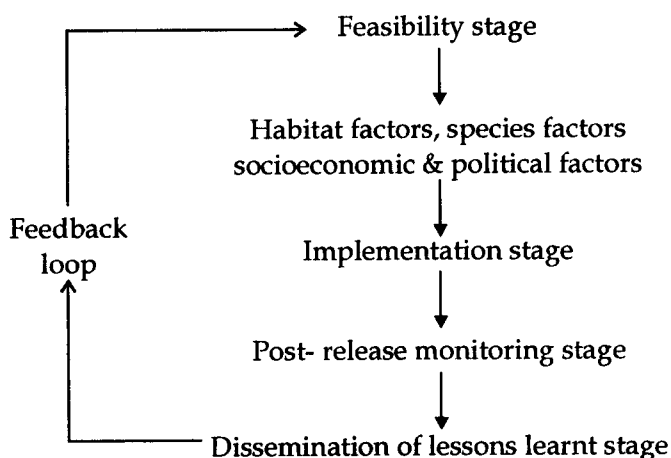 Feasibility stage
Habitat factors, species factors
socioeconomic & political factors
Feedback
loop
Implementation stage
Post- release monitoring stage
Dissemination of lessons learnt stage